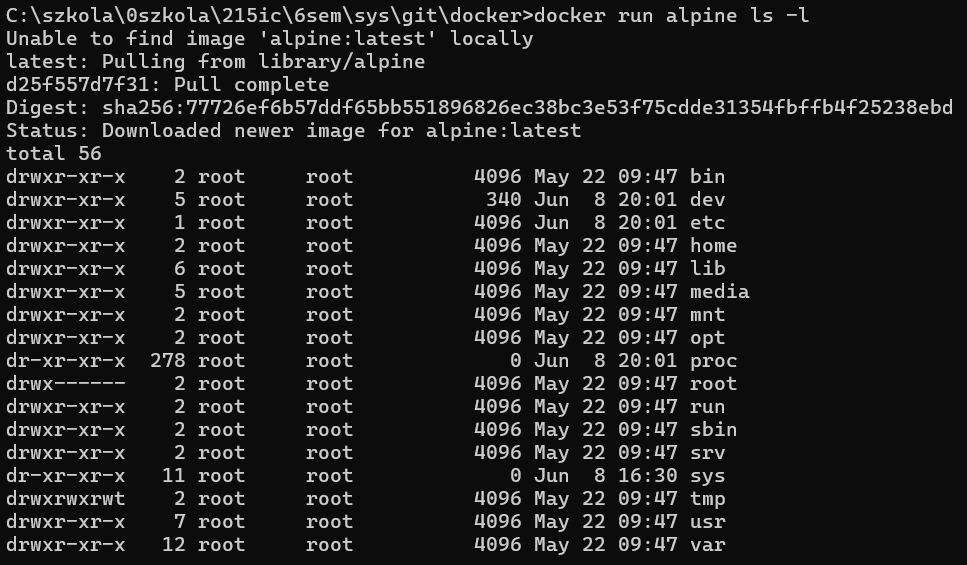 C:\szkola\0szkola\215ic\6sem\sys\git\docker>docker run alpine ls -l
Unable to find image 'alpine:latest' locally
latest: Pulling from library/alpine
d25f557d7f31: Pull complete
Digest: sha256:77726ef6b57ddf65bb551896826ec38bc3e53f75cdde31354fbffb4f25238ebd
Status: Downloaded newer image for alpine:latest
total 56
drwxr-xr-x    2 root     root          4096 May 22 09:47 bin
drwxr-xr-x    5 root     root           340 Jun  8 20:01 dev
drwxr-xr-x    1 root     root          4096 Jun  8 20:01 etc
drwxr-xr-x    2 root     root          4096 May 22 09:47 home
drwxr-xr-x    6 root     root          4096 May 22 09:47 lib
drwxr-xr-x    5 root     root          4096 May 22 09:47 media
drwxr-xr-x    2 root     root          4096 May 22 09:47 mnt
drwxr-xr-x    2 root     root          4096 May 22 09:47 opt
dr-xr-xr-x  278 root     root             0 Jun  8 20:01 proc
drwx------    2 root     root          4096 May 22 09:47 root
drwxr-xr-x    2 root     root          4096 May 22 09:47 run
drwxr-xr-x    2 root     root          4096 May 22 09:47 sbin
drwxr-xr-x    2 root     root          4096 May 22 09:47 srv
dr-xr-xr-x   11 root     root             0 Jun  8 16:30 sys
drwxrwxrwt    2 root     root          4096 May 22 09:47 tmp
drwxr-xr-x    7 root     root          4096 May 22 09:47 usr
drwxr-xr-x   12 root     root          4096 May 22 09:47 var